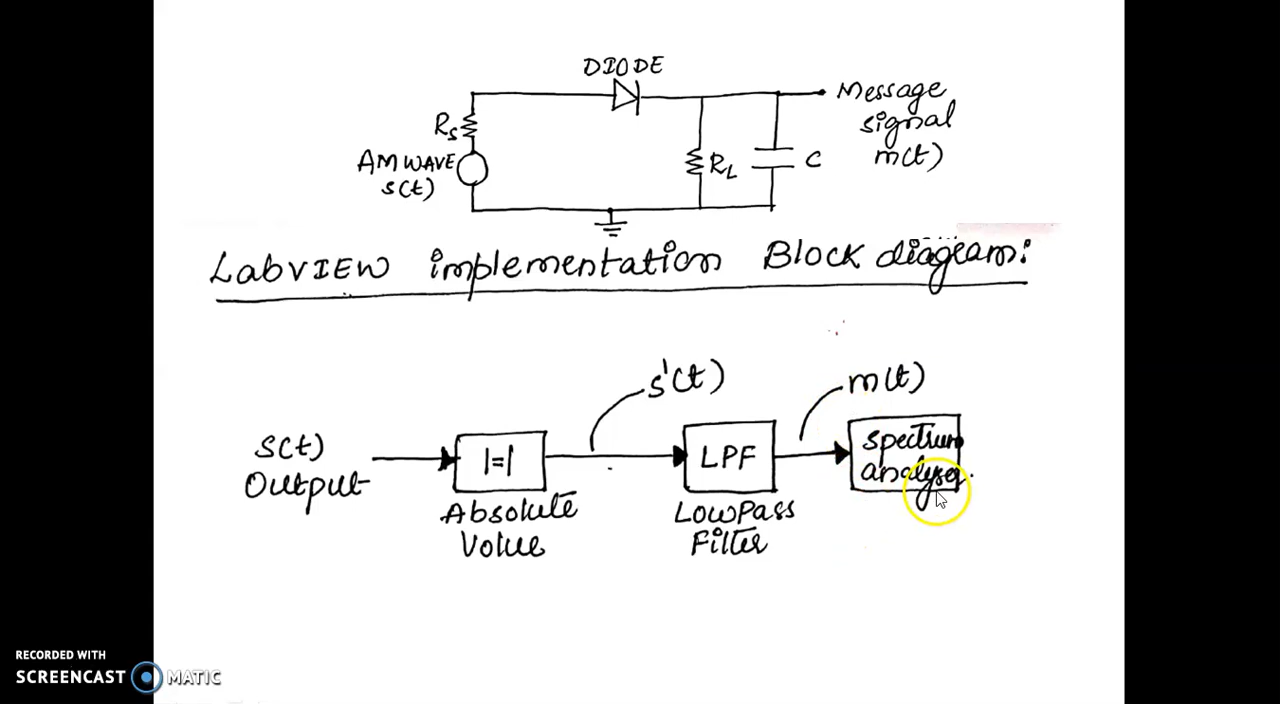 DIODE
Message
signal
m(t)
Rs
AM WAVE
s(t)
RL
C
LabVIEW implementation Block diagram:
s'(t)
m(t)
S(t)
Output
|=|
LPF
Spectrum
analyser
Absolute
Value
LowPass
Filter
RECORDED WITH
SCREENCAST MATIC